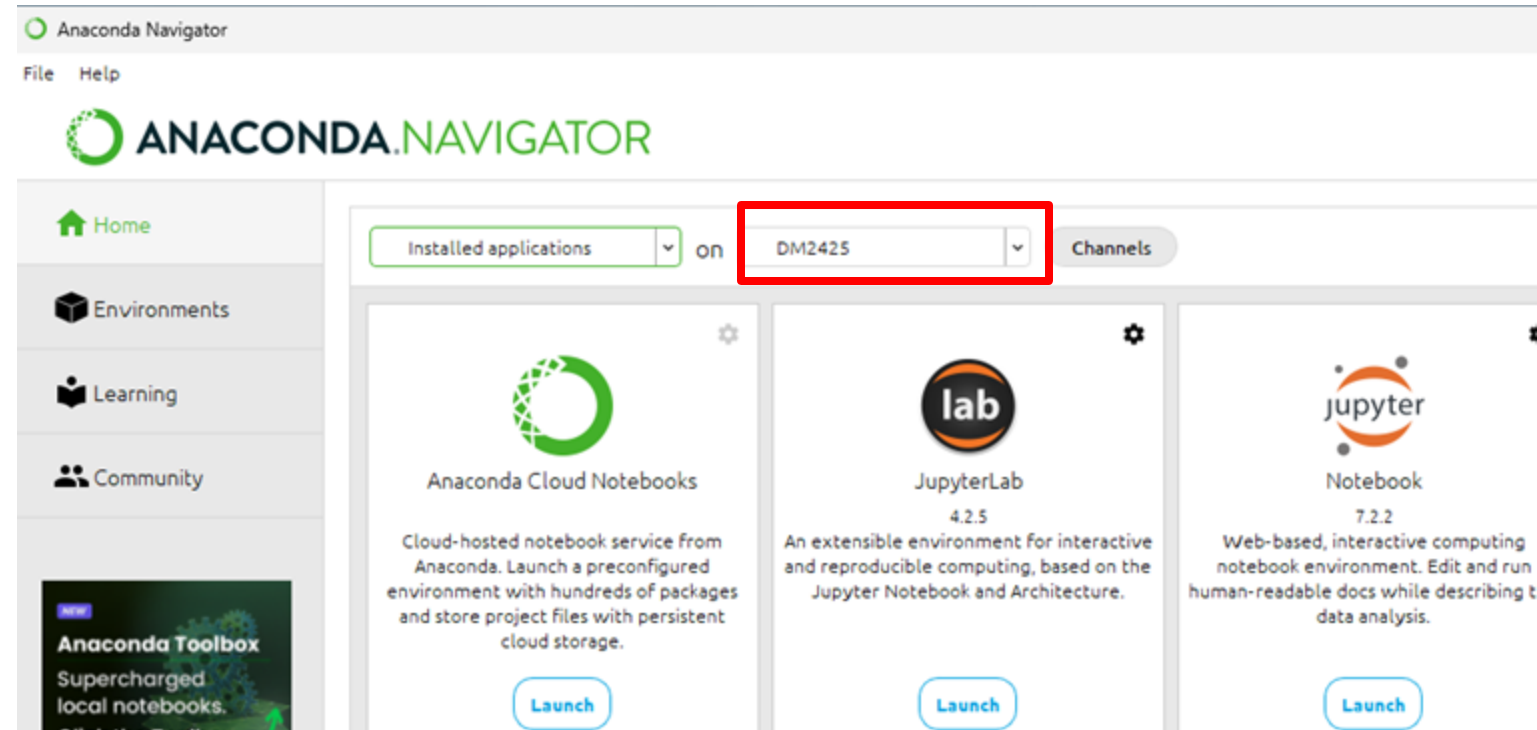 Anaconda Navigator
File Help
ANACONDA.NAVIGATOR
Home
Environments
Learning
Community
NEW
Anaconda Toolbox
Supercharged
local notebooks.
Installed applications on DM2425 Channels
Anaconda Cloud Notebooks
Cloud-hosted notebook service from
Anaconda. Launch a preconfigured
environment with hundreds of packages
and store project files with persistent
cloud storage.
Launch
lab
JupyterLab
4.2.5
An extensible environment for interactive
and reproducible computing, based on the
Jupyter Notebook and Architecture.
Launch
jupyter
Notebook
7.2.2
Web-based, interactive computing
notebook environment. Edit and run
human-readable docs while describing
data analysis.
Launch